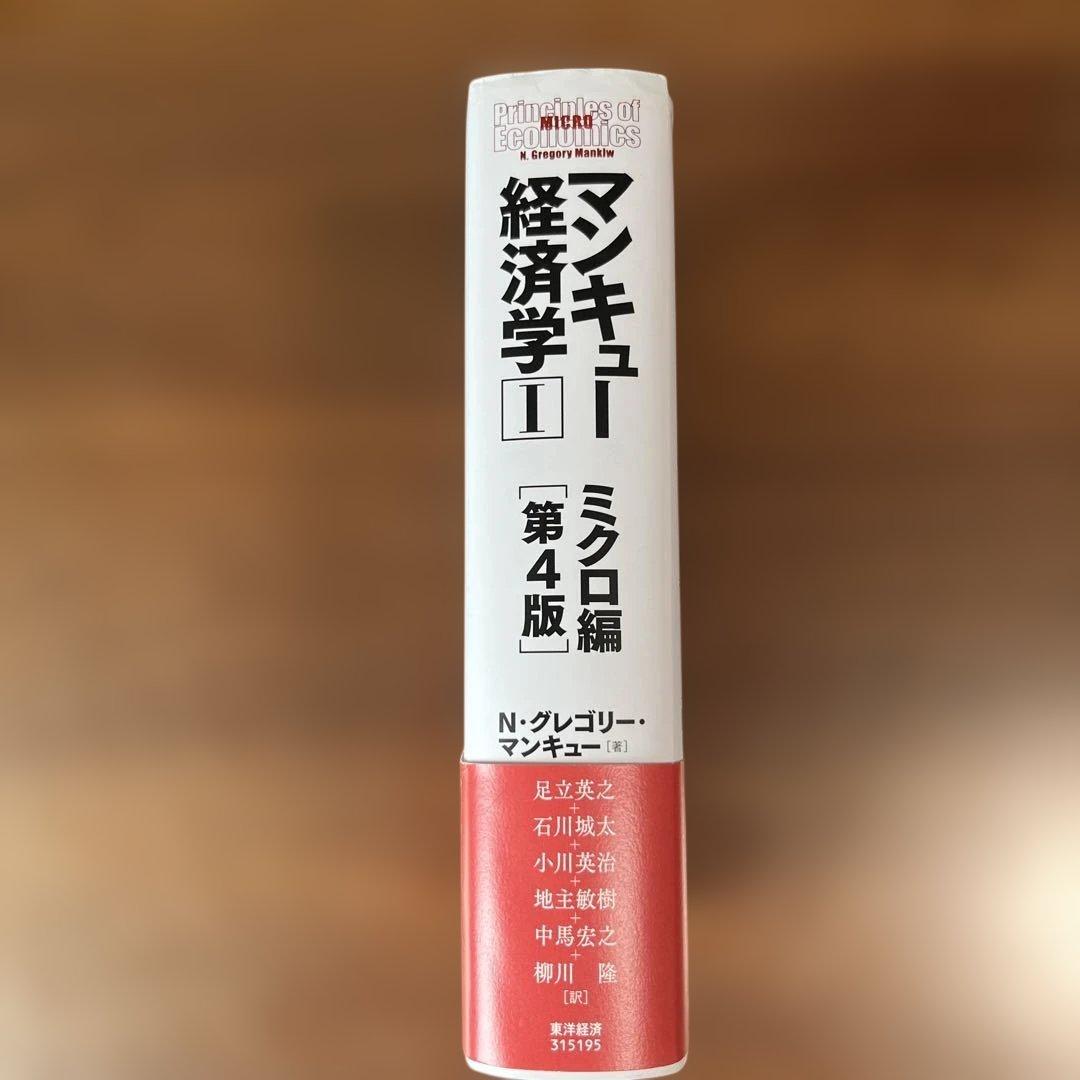 Principles of
MICRO
Economics
N. Gregory Mankiw
マンキュー
経済学 I
ミクロ編
[第4版]
N・グレゴリー・
マンキュー[著]
足立英之
+
石川城太
+
小川英治
+
地主敏樹
+
中馬宏之
+
柳川 隆
[訳]
東洋経済
315195